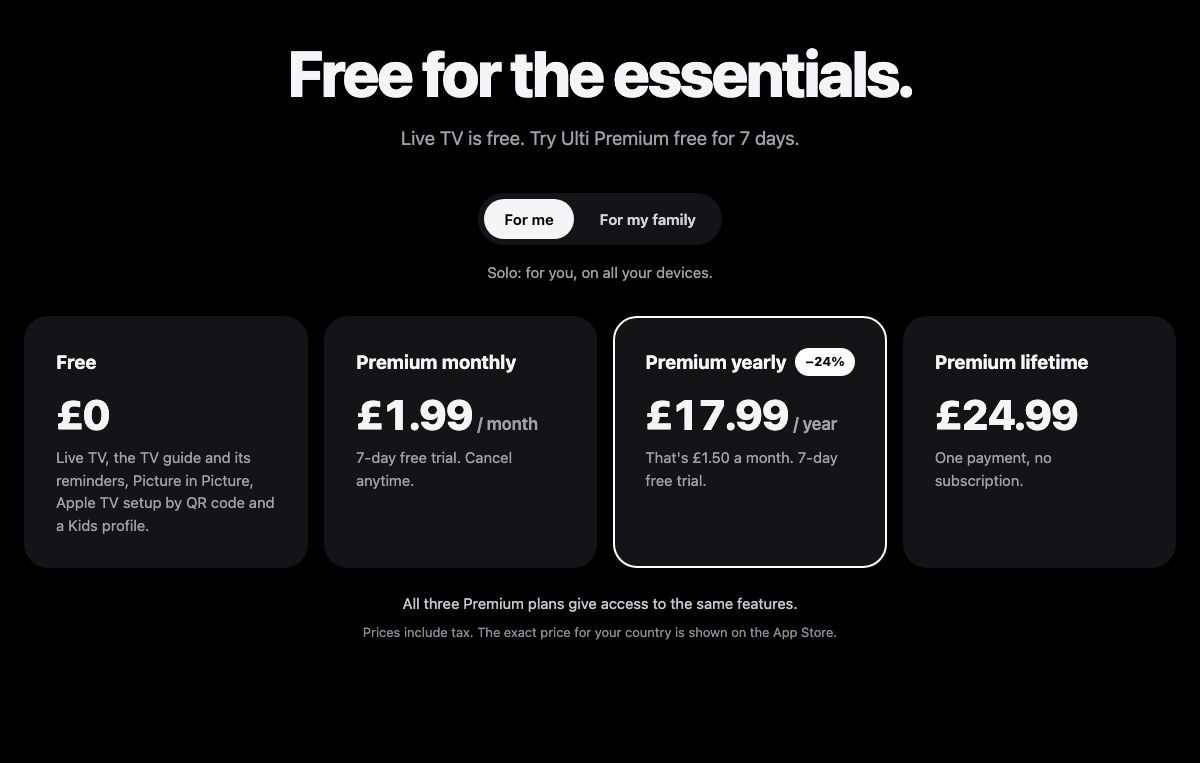 Free for the essentials.
Live TV is free. Try Ulti Premium free for 7 days.
For me
For my family
Solo: for you, on all your devices.
Free
£0
Live TV, the TV guide and its
reminders, Picture in Picture,
Apple TV setup by QR code and
a Kids profile.
Premium monthly
£1.99 / month
7-day free trial. Cancel
anytime.
Premium yearly −24%
£17.99 / year
That's £1.50 a month. 7-day
free trial.
Premium lifetime
£24.99
One payment, no
subscription.
All three Premium plans give access to the same features.
Prices include tax. The exact price for your country is shown on the App Store.